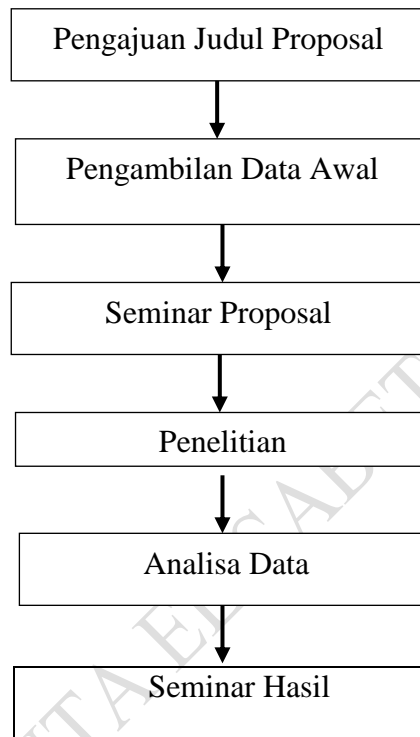 Pengajuan Judul Proposal
Pengambilan Data Awal
Seminar Proposal
Penelitian
Analisa Data
Seminar Hasil